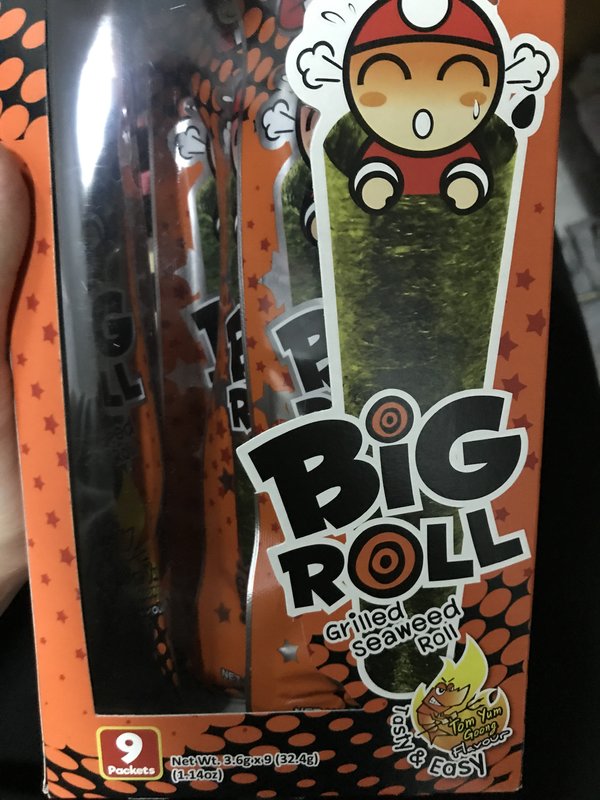 BiG
ROLL
Grilled
Seaweed
Roll
Tom Yum
Goong
Flavour
Tasty & Easy
9
Packets
Net Wt. 3.6g x 9 (32.4g)
(1.14oz)